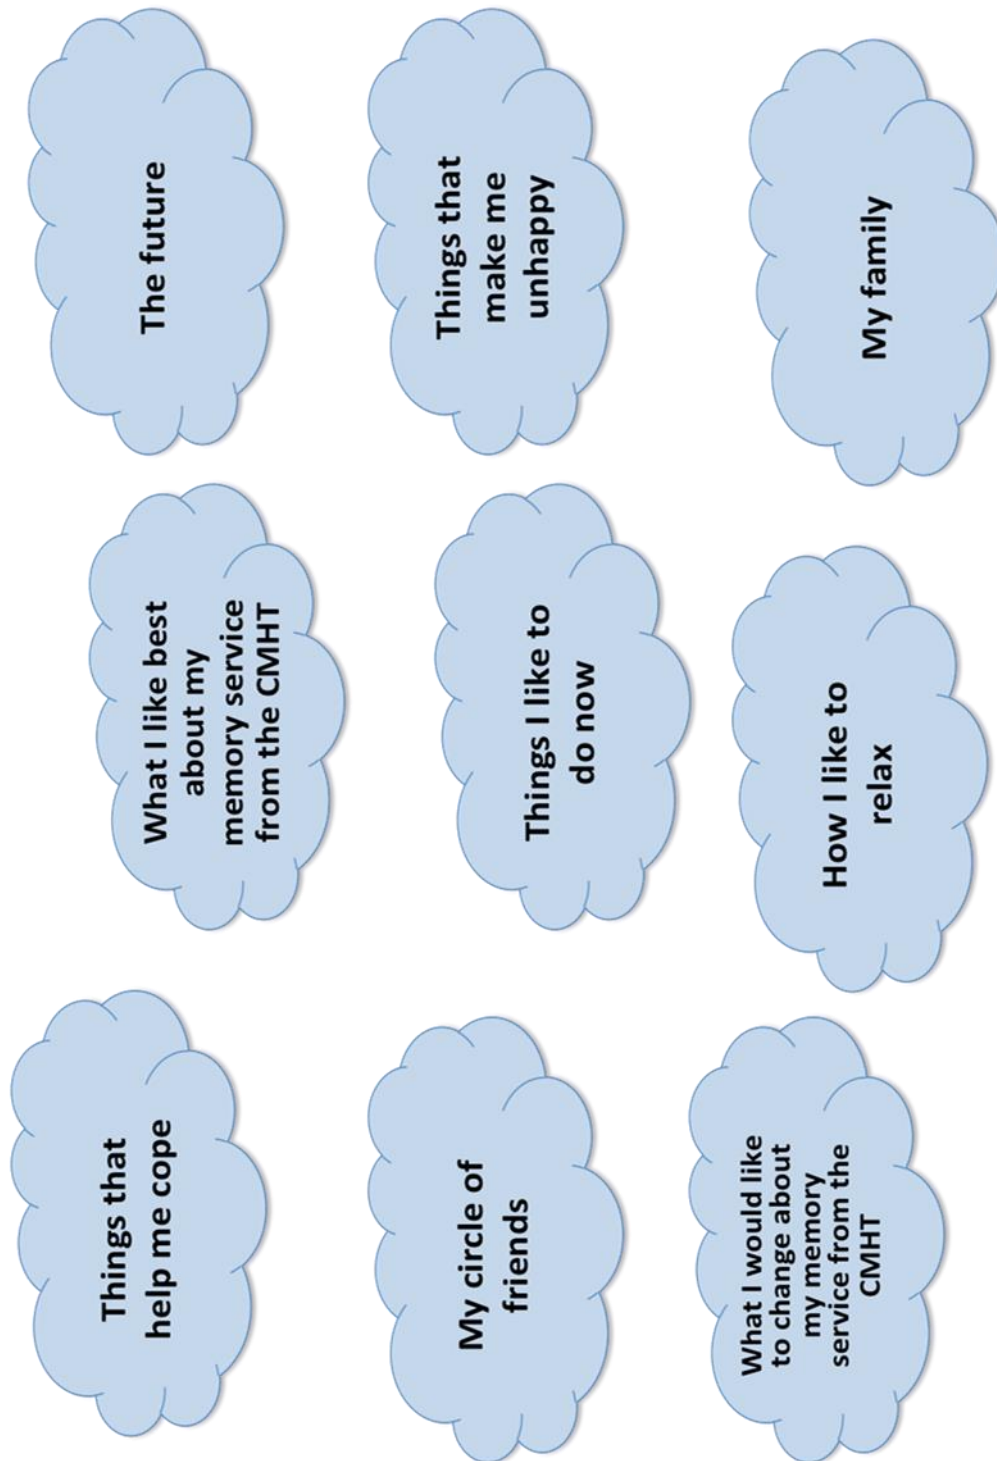 Things that
help me cope
What I like best
about my
memory service
from the CMHT
The future
My circle of
friends
Things I like to
do now
Things that
make me
unhappy
What I would like
to change about
my memory
service from the
CMHT
How I like to
relax
My family